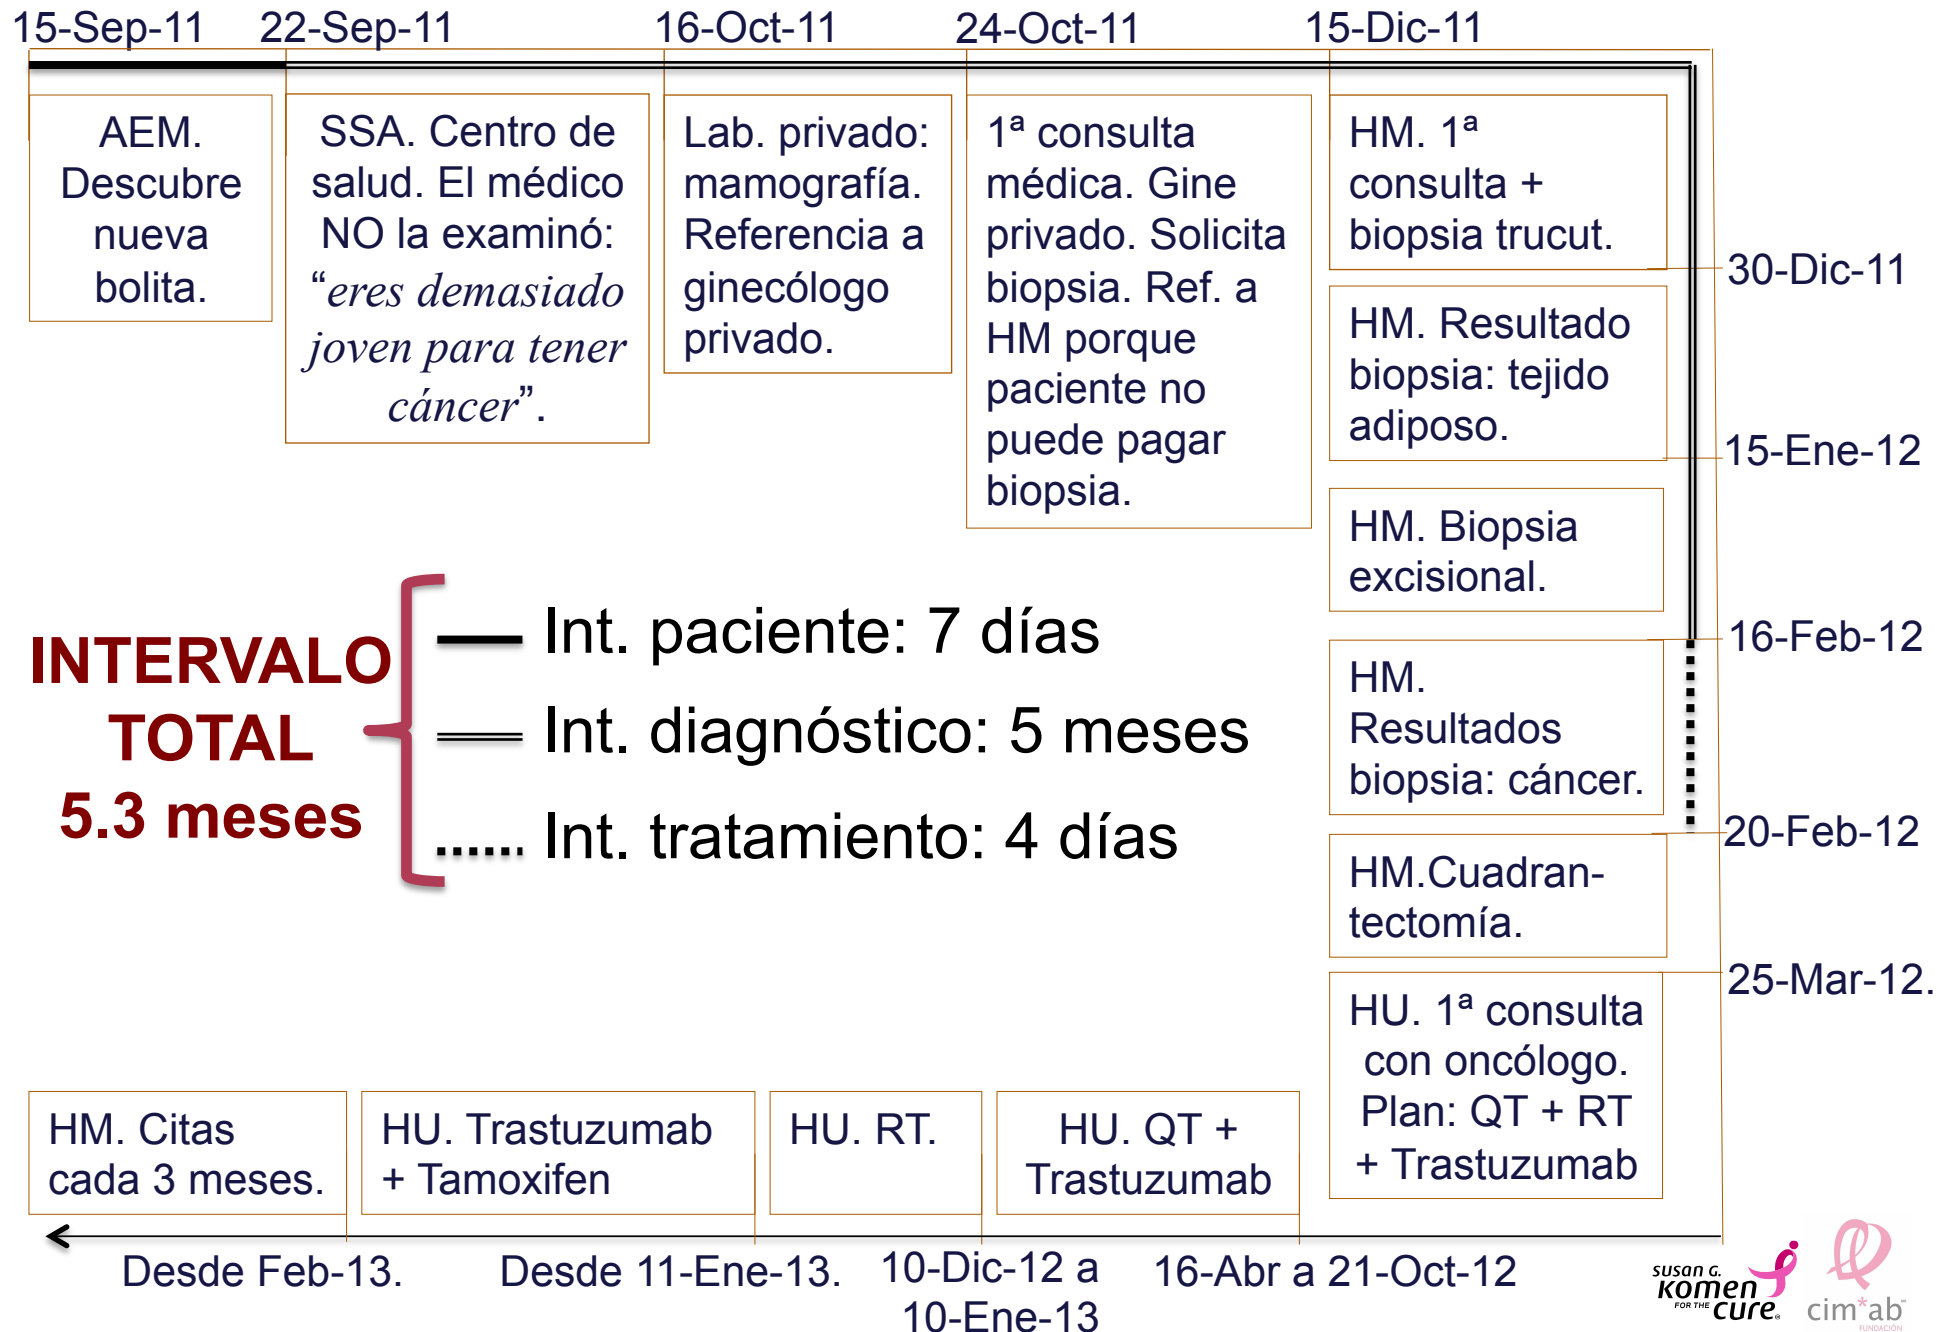 15-Sep-11
22-Sep-11
16-Oct-11
24-Oct-11
15-Dic-11
AEM.
Descubre
nueva
bolita.
SSA. Centro de
salud. El médico
NO la examinó:
“eres demasiado
joven para tener
cáncer”.
Lab. privado:
mamografía.
Referencia a
ginecólogo
privado.
1ª consulta
médica. Gine
privado. Solicita
biopsia. Ref. a
HM porque
paciente no
puede pagar
biopsia.
HM. 1ª
consulta +
biopsia trucut.
30-Dic-11
HM. Resultado
biopsia: tejido
adiposo.
15-Ene-12
HM. Biopsia
excisional.
16-Feb-12
HM.
Resultados
biopsia: cáncer.
20-Feb-12
HM.Cuadran-
tectomía.
25-Mar-12.
HU. 1ª consulta
con oncólogo.
Plan: QT + RT
+ Trastuzumab
INTERVALO
TOTAL
5.3 meses
Int. paciente: 7 días
Int. diagnóstico: 5 meses
Int. tratamiento: 4 días
HU. QT +
Trastuzumab
16-Abr a 21-Oct-12
HU. RT.
10-Dic-12 a
10-Ene-13
HU. Trastuzumab
+ Tamoxifen
Desde 11-Ene-13.
HM. Citas
cada 3 meses.
Desde Feb-13.
susan G.
Komen
FOR THE cure®
cim*ab
FUNDACIÓN